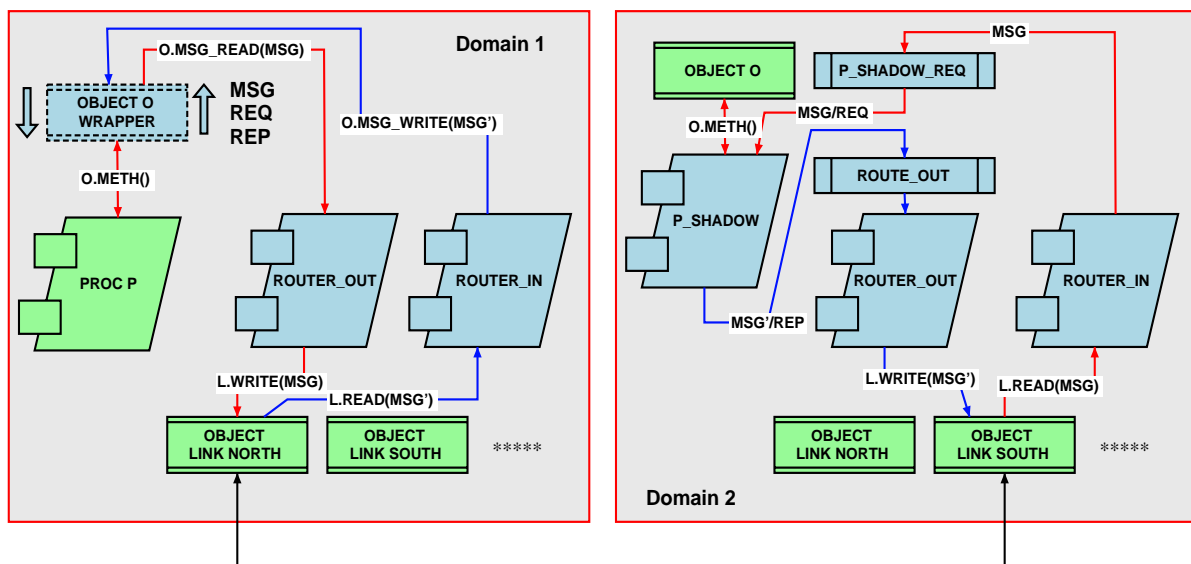 Domain 1
O.MSG_READ(MSG)
OBJECT O
WRAPPER
MSG
REQ
REP
O.MSG_WRITE(MSG')
O.METH()
PROC P
ROUTER_OUT
ROUTER_IN
L.WRITE(MSG)
L.READ(MSG')
OBJECT
LINK NORTH
OBJECT
LINK SOUTH
*****
MSG
OBJECT O
P_SHADOW_REQ
MSG/REQ
O.METH()
ROUTE_OUT
P_SHADOW
ROUTER_OUT
ROUTER_IN
MSG'/REP
L.WRITE(MSG')
L.READ(MSG)
OBJECT
LINK NORTH
OBJECT
LINK SOUTH
*****
Domain 2